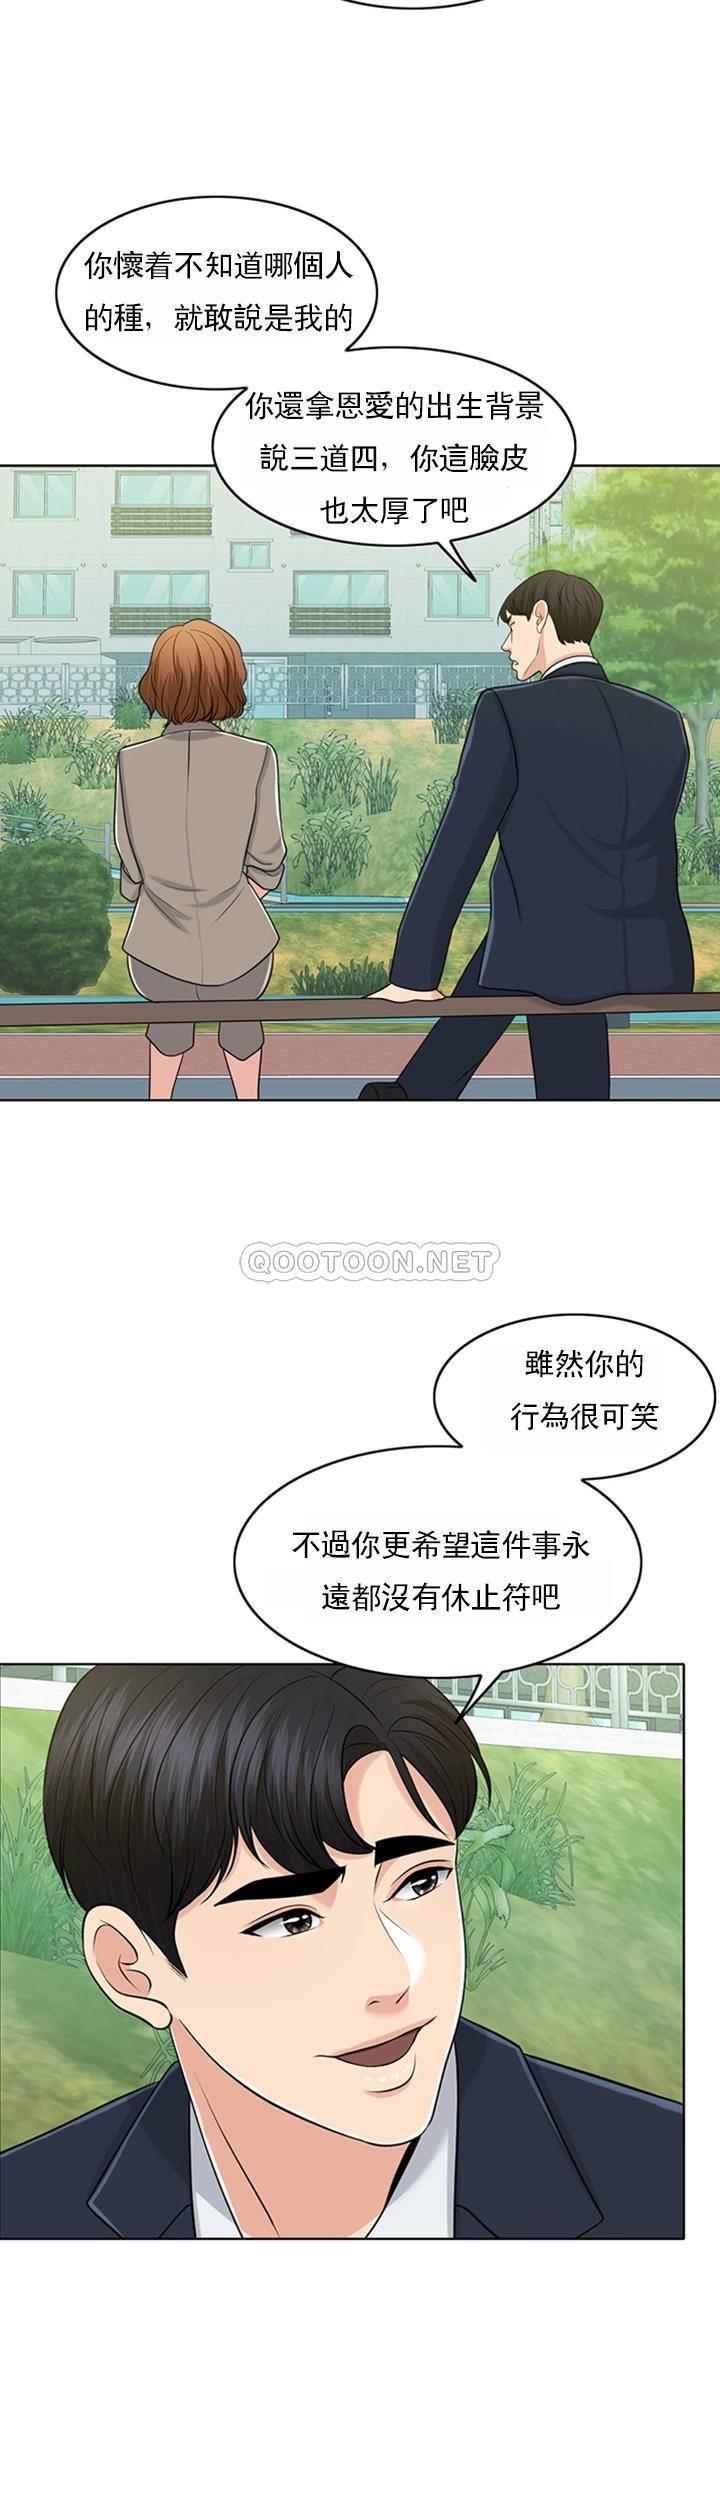 你懷着不知道哪個人
的種，就敢說是我的
你還拿恩愛的出生背景
說三道四，你這臉皮
也太厚了吧
QOOTOON.NET
雖然你的
行為很可笑
不過你更希望這件事永
遠都沒有休止符吧